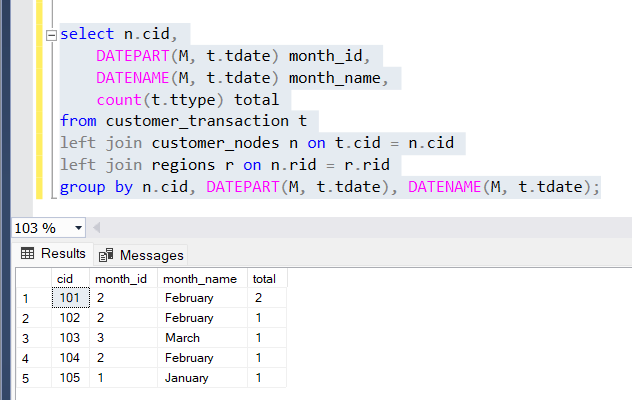 select n.cid,
DATEPART(M, t.tdate) month_id,
DATENAME(M, t.tdate) month_name,
count(t.ttype) total
from customer_transaction t
left join customer_nodes n on t.cid = n.cid
left join regions r on n.rid = r.rid
group by n.cid, DATEPART(M, t.tdate), DATENAME(M, t.tdate);
103 %
Results Messages
cid month_id month_name total
1 101 2 February 2
2 102 2 February 1
3 103 3 March 1
4 104 2 February 1
5 105 1 January 1